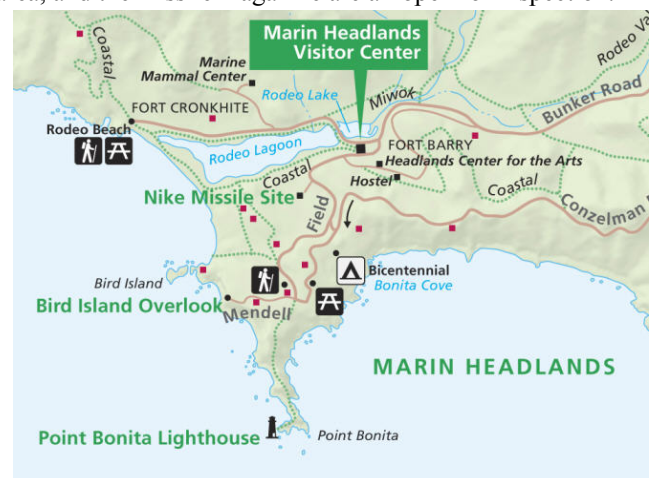 Marin Headlands
Visitor Center
Coastal
Marine
Mammal Center
Rodeo Lake
Miwok
Rodeo Va
Bunker Road
FORT CRONKHITE
Rodeo Beach
Rodeo Lagoon
FORT BARRY
Headlands Center for the Arts
Coastal
Hostel
Coastal
Nike Missile Site
Field
Conzelman
Bird Island
Bicentennial
Bonita Cove
Bird Island Overlook
Mendell
MARIN HEADLANDS
Point Bonita Lighthouse
Point Bonita